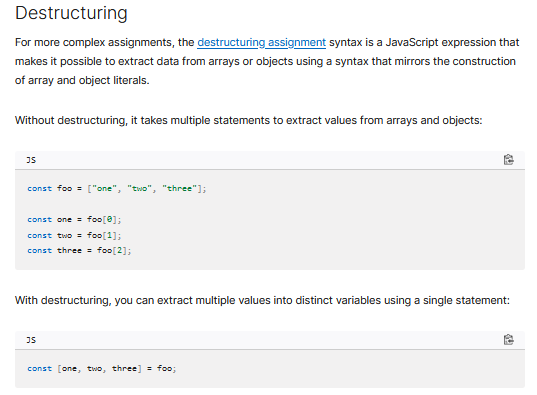 Destructuring
For more complex assignments, the destructuring assignment syntax is a JavaScript expression that
makes it possible to extract data from arrays or objects using a syntax that mirrors the construction
of array and object literals.
Without destructuring, it takes multiple statements to extract values from arrays and objects:
JS
const foo = ["one", "two", "three"];
const one = foo[0];
const two = foo[1];
const three = foo[2];
With destructuring, you can extract multiple values into distinct variables using a single statement:
JS
const [one, two, three] = foo;